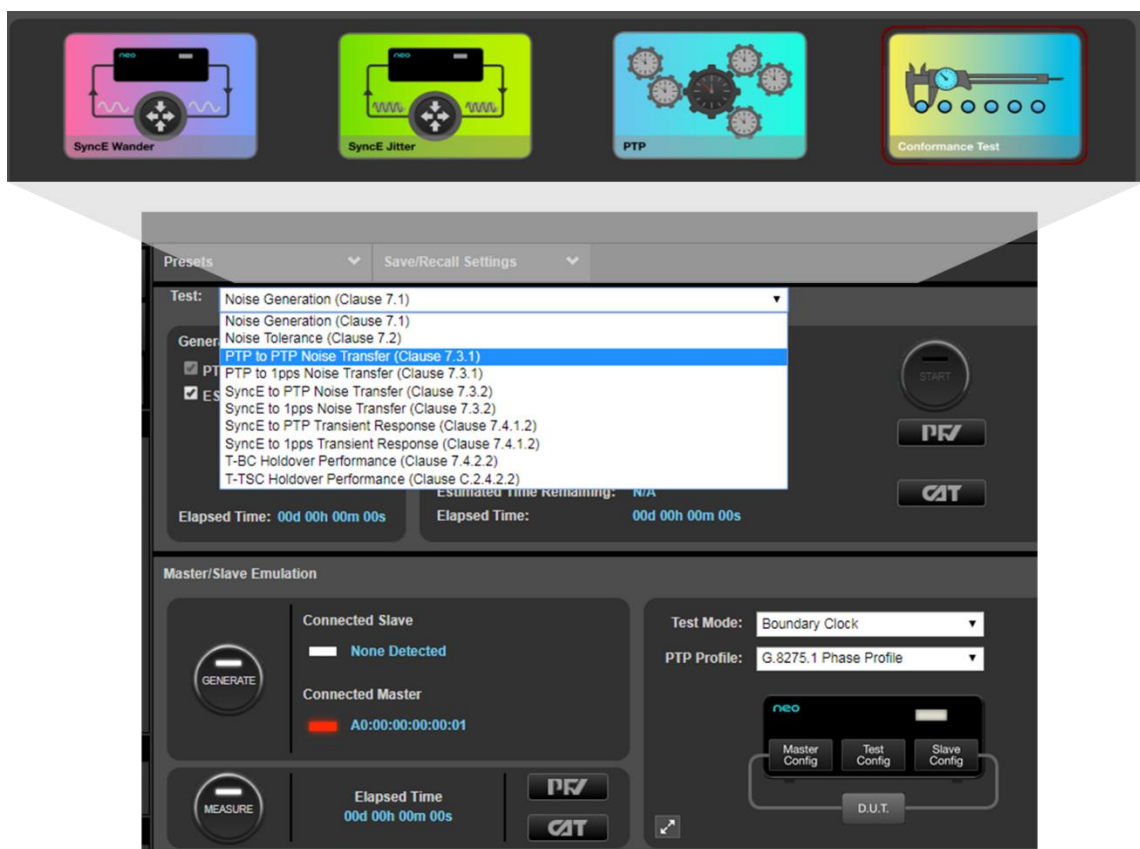 neo
SyncE Wander
neo
SyncE Jitter
PTP
Conformance Test
Presets
Save/Recall Settings
Test:
Noise Generation (Clause 7.1)
Noise Generation (Clause 7.1)
Noise Tolerance (Clause 7.2)
PTP to PTP Noise Transfer (Clause 7.3.1)
PTP to 1pps Noise Transfer (Clause 7.3.1)
SyncE to PTP Noise Transfer (Clause 7.3.2)
SyncE to 1pps Noise Transfer (Clause 7.3.2)
SyncE to PTP Transient Response (Clause 7.4.1.2)
SyncE to 1pps Transient Response (Clause 7.4.1.2)
T-BC Holdover Performance (Clause 7.4.2.2)
T-TSC Holdover Performance (Clause C.2.4.2.2)
Gener
PT
ES
START
PFV
CAT
Estimated Time Remaining: N/A
Elapsed Time: 00d 00h 00m 00s
Elapsed Time: 00d 00h 00m 00s
Master/Slave Emulation
GENERATE
Connected Slave
None Detected
Connected Master
A0:00:00:00:00:01
MEASURE
Elapsed Time
00d 00h 00m 00s
PFV
CAT
Test Mode: Boundary Clock
PTP Profile: G.8275.1 Phase Profile
neo
Master Config
Test Config
Slave Config
D.U.T.